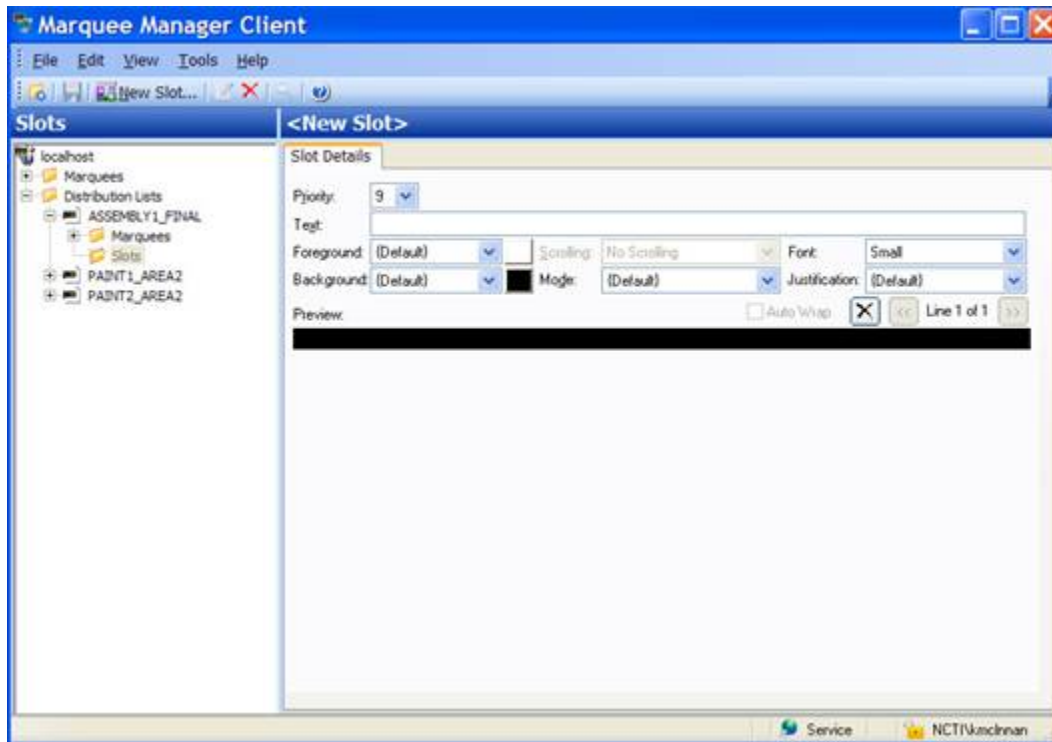 Marquee Manager Client
File Edit View Tools Help
New Slot...
Slots
<New Slot>
localhost
Marquees
Distribution Lists
ASSEMBLY1_FINAL
Marquees
Slots
PAINT1_AREA2
PAINT2_AREA2
Slot Details
Priority: 9
Text:
Foreground: (Default) Scrolling: No Scrolling Font: Small
Background: (Default) Mode: (Default) Justification: (Default)
Preview: Auto Wrap << Line 1 of 1 >>
Service